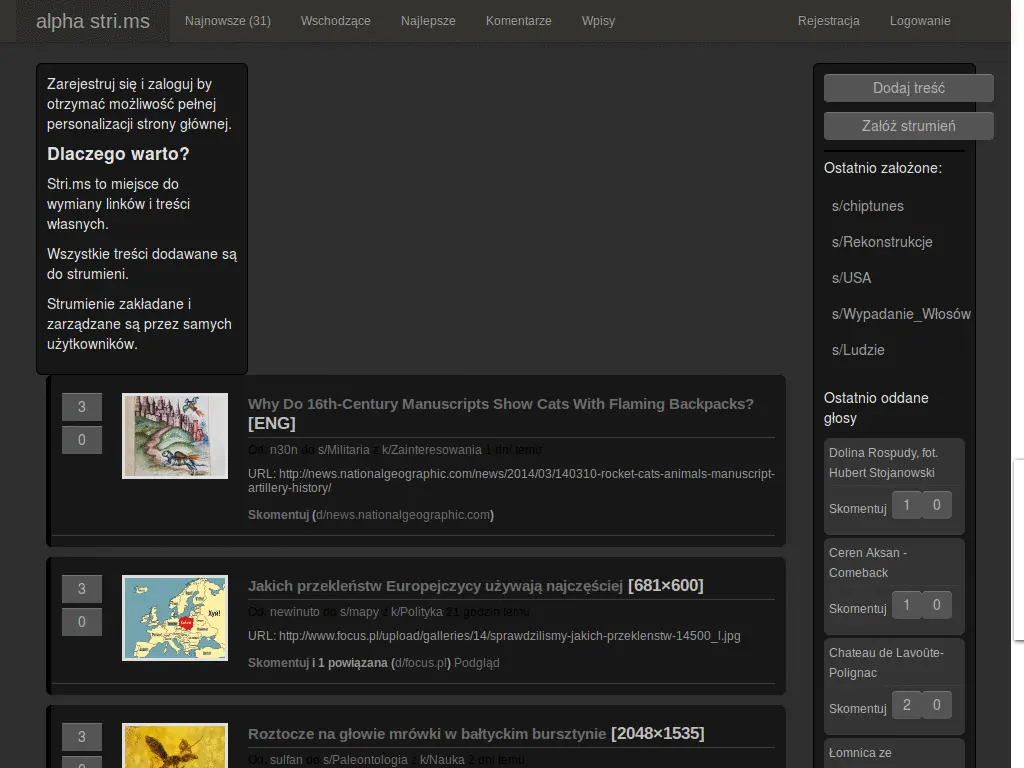 alpha stri.ms
Najnowsze (31)
Wschodzące
Najlepsze
Komentarze
Wpisy
Rejestracja
Logowanie
Zarejestruj się i zaloguj by
otrzymać możliwość pełnej
personalizacji strony głównej.
Dlaczego warto?
Stri.ms to miejsce do
wymiany linków i treści
własnych.
Wszystkie treści dodawane są
do strumieni.
Strumienie zakładane i
zarządzane są przez samych
użytkowników.
3
0
Why Do 16th-Century Manuscripts Show Cats With Flaming Backpacks?
[ENG]
Od. n30n do s/Militaria z k/Zainteresowania 1 dni temu
URL: http://news.nationalgeographic.com/news/2014/03/140310-rocket-cats-animals-manuscript-
artillery-history/
Skomentuj (d/news.nationalgeographic.com)
3
0
Jakich przekleństw Europejczycy używają najczęściej [681×600]
Od. newinuto do s/mapy z k/Polityka 21 godzin temu
URL: http://www.focus.pl/upload/galleries/14/sprawdzilismy-jakich-przeklenstw-14500_l.jpg
Skomentuj i 1 powiązana (d/focus.pl) Podgląd
3
0
Roztocze na głowie mrówki w bałtyckim bursztynie [2048×1535]
Od. sulfan do s/Paleontologia z k/Nauka 2 dni temu
Dodaj treść
Załóż strumień
Ostatnio założone:
s/chiptunes
s/Rekonstrukcje
s/USA
s/Wypadanie_Włosów
s/Ludzie
Ostatnio oddane
głosy
Dolina Rospudy, fot.
Hubert Stojanowski
Skomentuj 1 0
Ceren Aksan -
Comeback
Skomentuj 1 0
Chateau de Lavoûte-
Polignac
Skomentuj 2 0
Łomnica ze